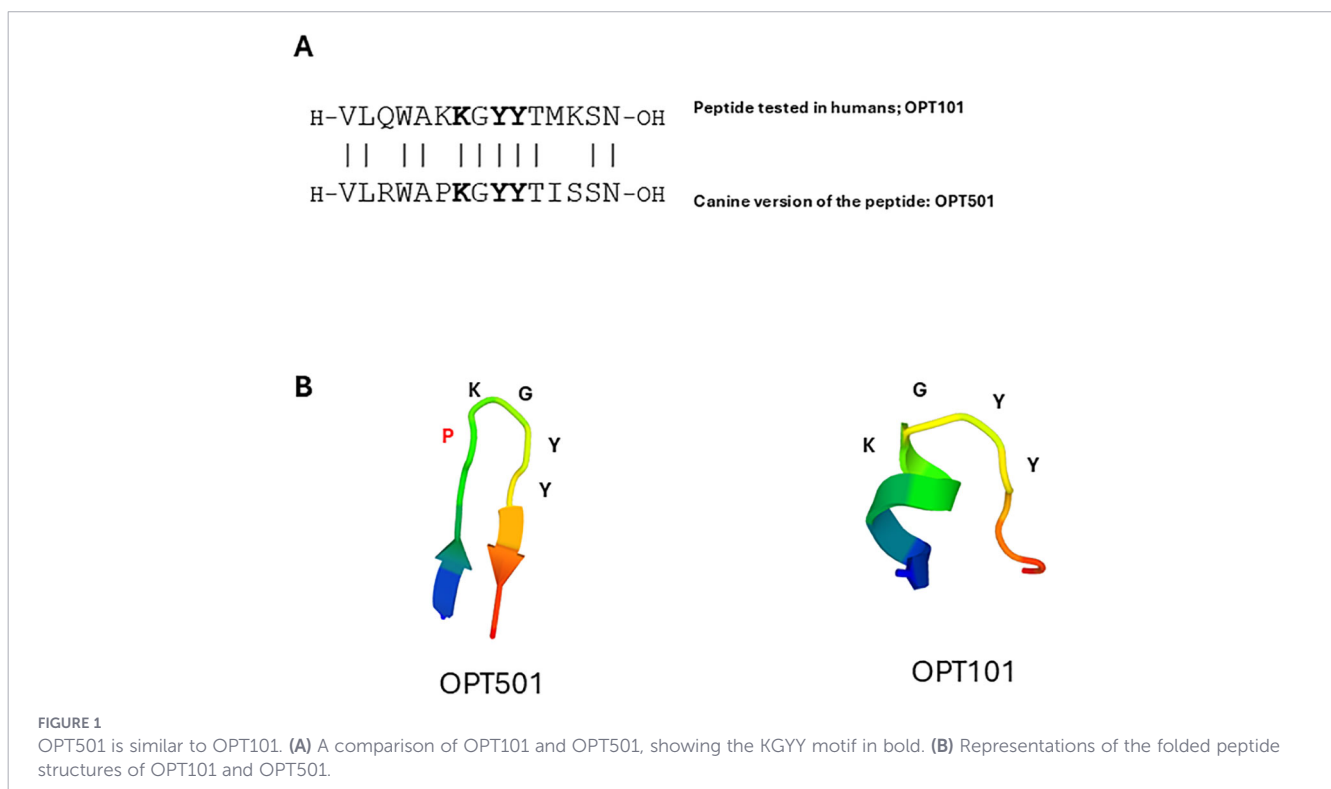 A
H-VLQWAKKGYYTMKSN-OH Peptide tested in humans; OPT101
|| || ||||| ||
H-VLRWAPKGYYTISSN-OH Canine version of the peptide: OPT501
B
K G
P
Y
Y
G
Y
K
Y
OPT501
OPT101
FIGURE 1
OPT501 is similar to OPT101. (A) A comparison of OPT101 and OPT501, showing the KGYY motif in bold. (B) Representations of the folded peptide
structures of OPT101 and OPT501.